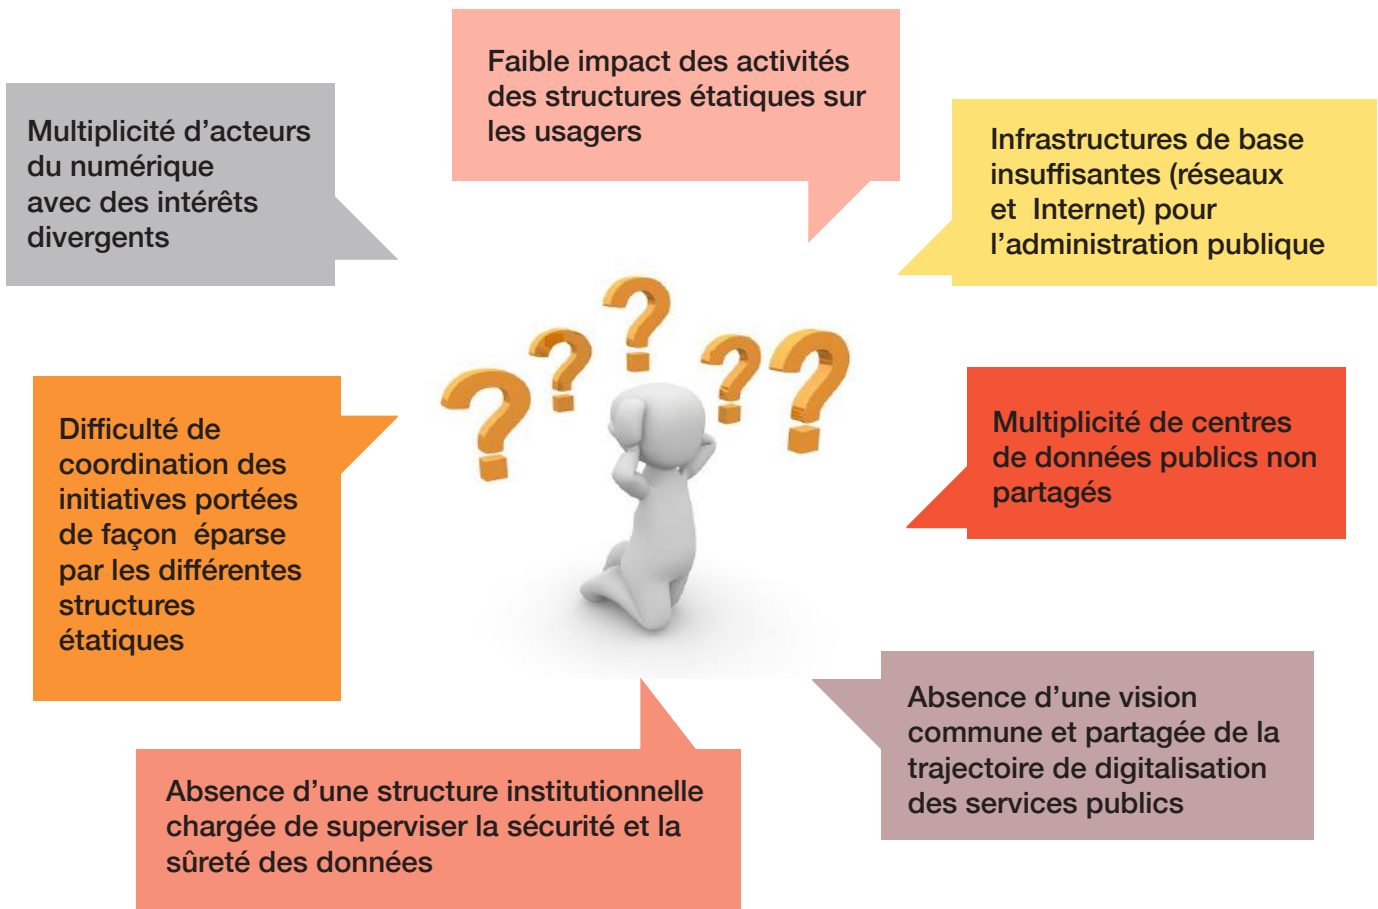 Faible impact des activités
des structures étatiques sur
les usagers
Multiplicité d’acteurs
du numérique
avec des intérêts
divergents
Infrastructures de base
insuffisantes (réseaux
et  Internet) pour
l’administration publique
Difficulté de
coordination des
initiatives portées
de façon  éparse
par les différentes
structures
étatiques
Multiplicité de centres
de données publics non
partagés
Absence d’une vision
commune et partagée de la
trajectoire de digitalisation
des services publics
Absence d’une structure institutionnelle
chargée de superviser la sécurité et la
sûreté des données